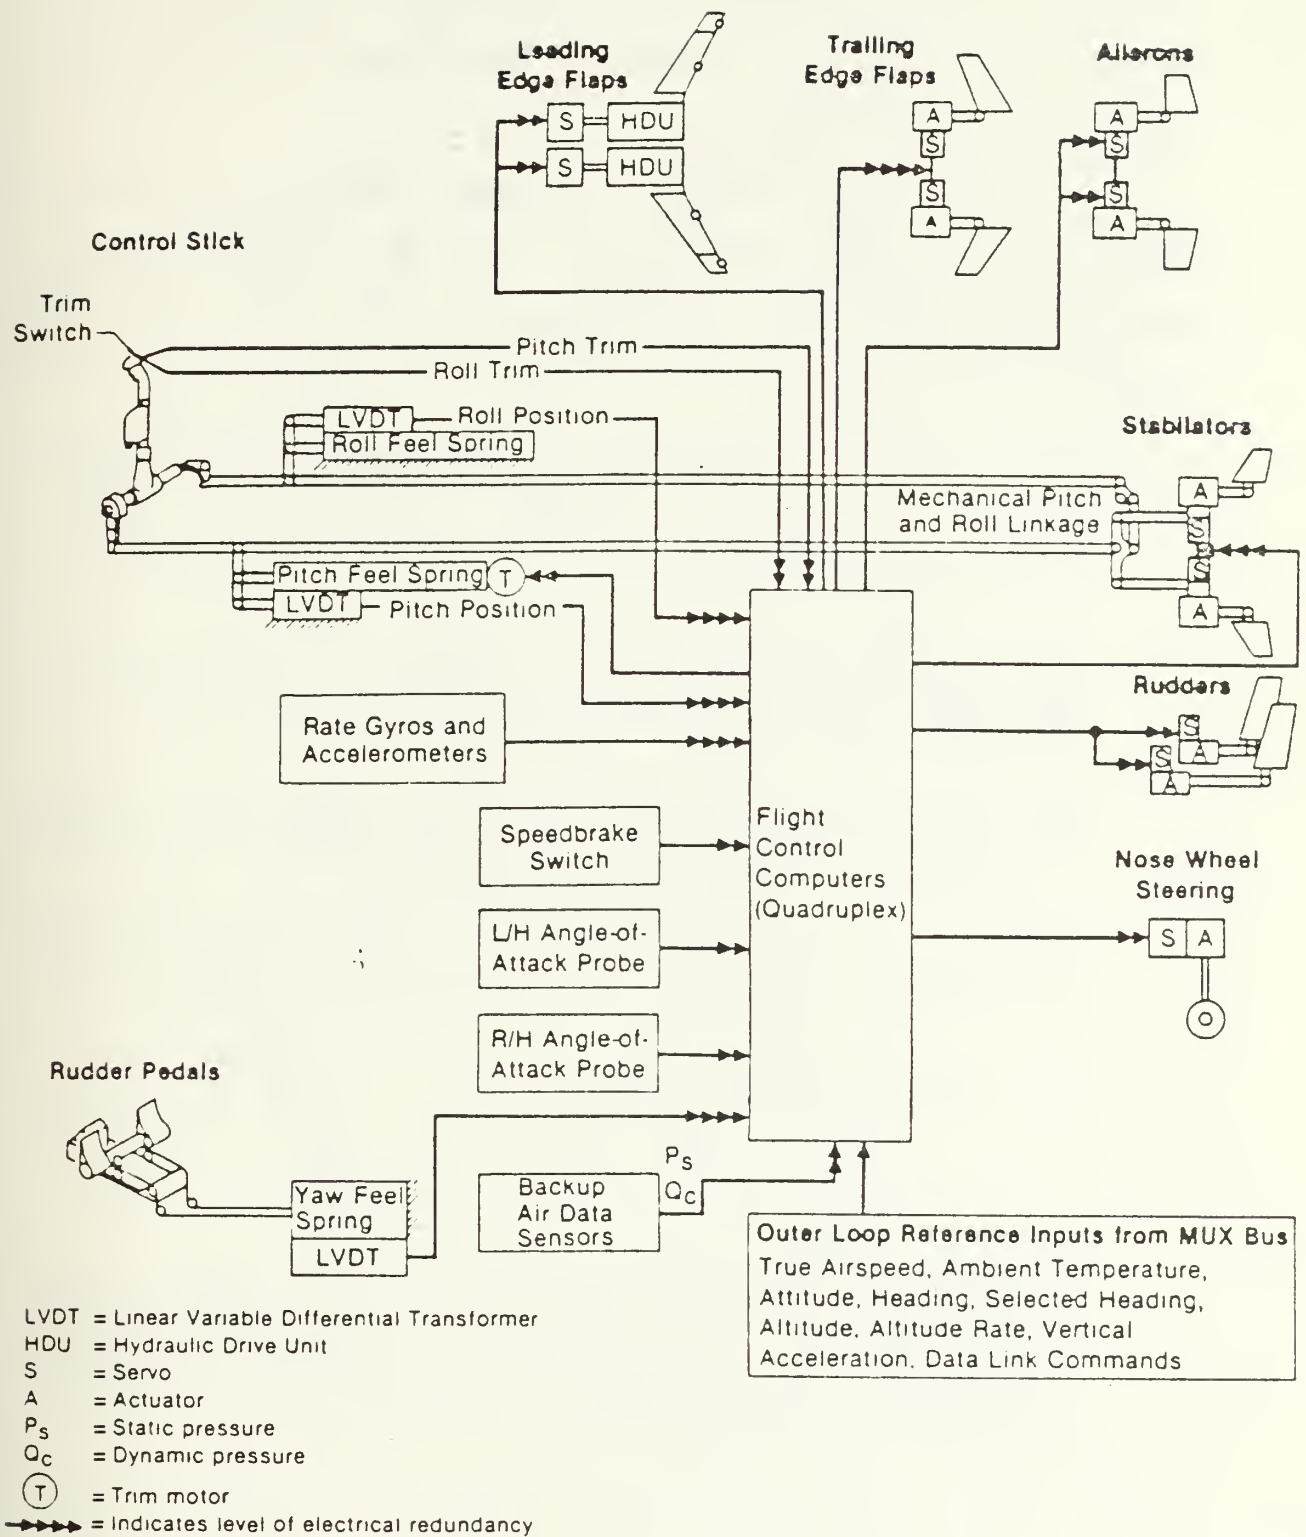 Leading
Edge Flaps
Trailing
Edge Flaps
Ailerons
S
HDU
S
HDU
A
S
S
A
A
S
S
A
Control Stick
Trim
Switch
Pitch Trim
Roll Trim
LVDT
Roll Position
Roll Feel Spring
Stabilators
Mechanical Pitch
and Roll Linkage
A
S
S
A
Pitch Feel Spring
T
LVDT
Pitch Position
Rudders
S
A
S
A
Rate Gyros and
Accelerometers
Speedbrake
Switch
Flight
Control
Computers
(Quadruplex)
Nose Wheel
Steering
S A
L/H Angle-of-
Attack Probe
R/H Angle-of-
Attack Probe
Rudder Pedals
Yaw Feel
Spring
LVDT
Backup
Air Data
Sensors
Ps
Qc
Outer Loop Reference Inputs from MUX Bus
True Airspeed, Ambient Temperature,
Attitude, Heading, Selected Heading,
Altitude, Altitude Rate, Vertical
Acceleration, Data Link Commands
LVDT = Linear Variable Differential Transformer
HDU = Hydraulic Drive Unit
S = Servo
A = Actuator
Ps = Static pressure
Qc = Dynamic pressure
T = Trim motor
= Indicates level of electrical redundancy